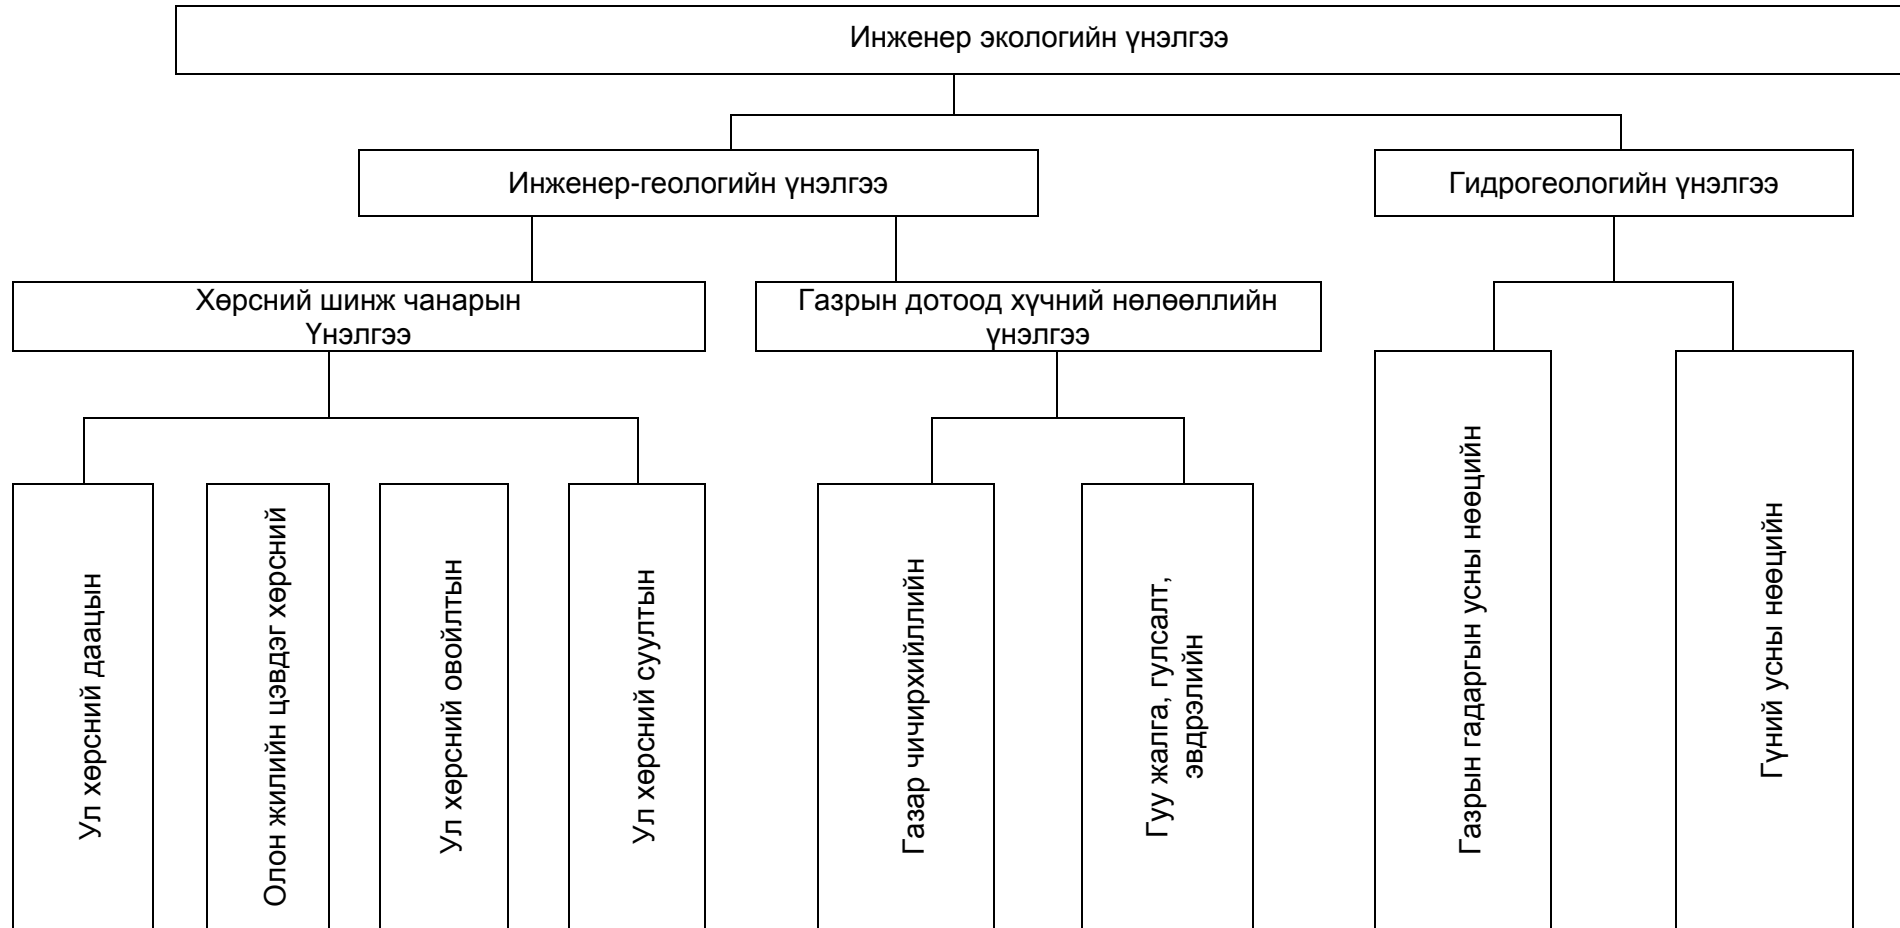 Инженер экологийн үнэлгээ
Инженер-геологийн үнэлгээ
Гидрогеологийн үнэлгээ
Хөрсний шинж чанарын
Үнэлгээ
Газрын дотоод хүчний нөлөөллийн
үнэлгээ
Ул хөрсний даацын
Олон жилийн цэвдэг хөрсний
Ул хөрсний овойлтын
Ул хөрсний суултын
Газар чичирхийллийн
Гуу жалга, гулсалт,
эвдрэлийн
Газрын гадаргын усны нөөцийн
Гүний усны нөөцийн